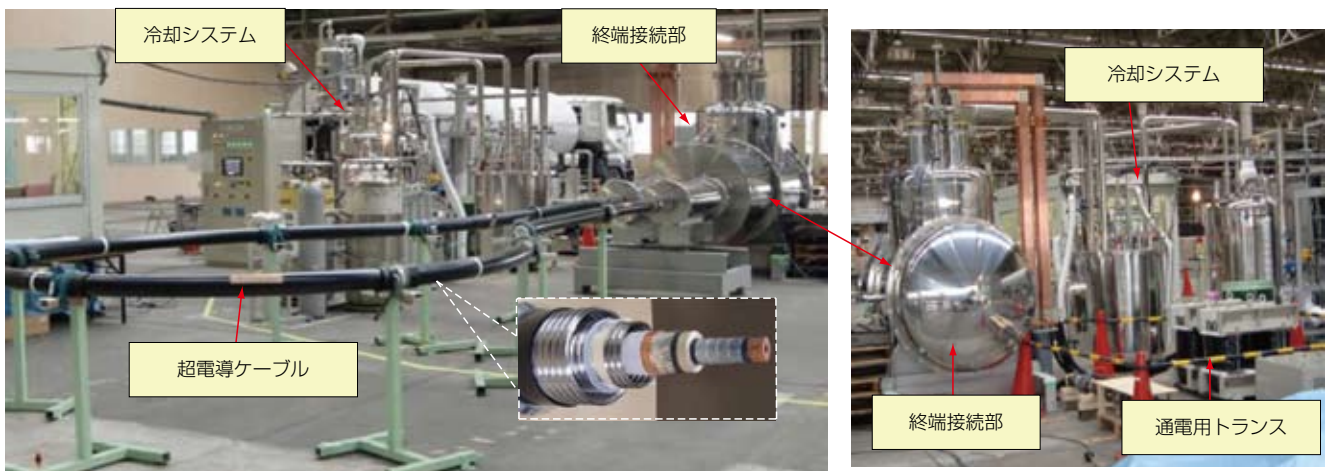 冷却システム
終端接続部
超電導ケーブル
冷却システム
終端接続部
通電用トランス